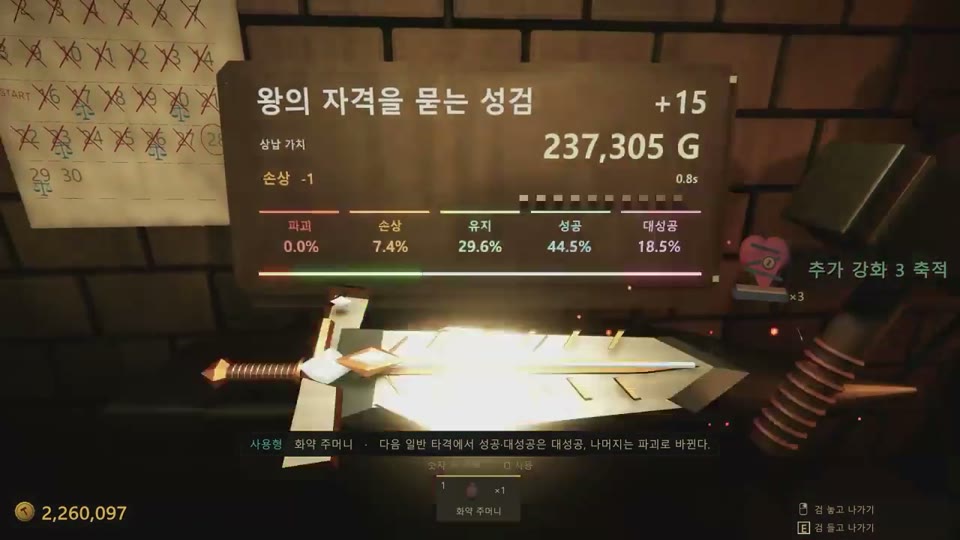 START
29 30
왕의 자격을 묻는 성검 +15
상납 가치 237,305 G
손상 -1 0.8s
파괴 손상 유지 성공 대성공
0.0% 7.4% 29.6% 44.5% 18.5%
추가 강화 3 축적
×3
사용형 화약 주머니 · 다음 일반 타격에서 성공·대성공은 대성공, 나머지는 파괴로 바뀐다.
1 ×1
화약 주머니
2,260,097
검 놓고 나가기
E 검 들고 나가기